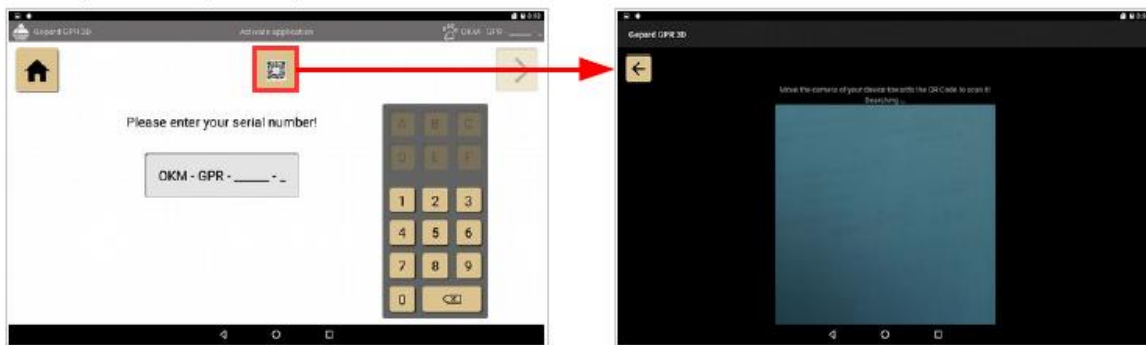 Gepard GPR 3D
Activate application
OKM - GPR - _____ - _
Please enter your serial number!
OKM - GPR - _____ - _
A B C
D E F
1 2 3
4 5 6
7 8 9
0
Gepard GPR 3D
Move the camera of your device towards the QR Code to scan it!
Searching ...